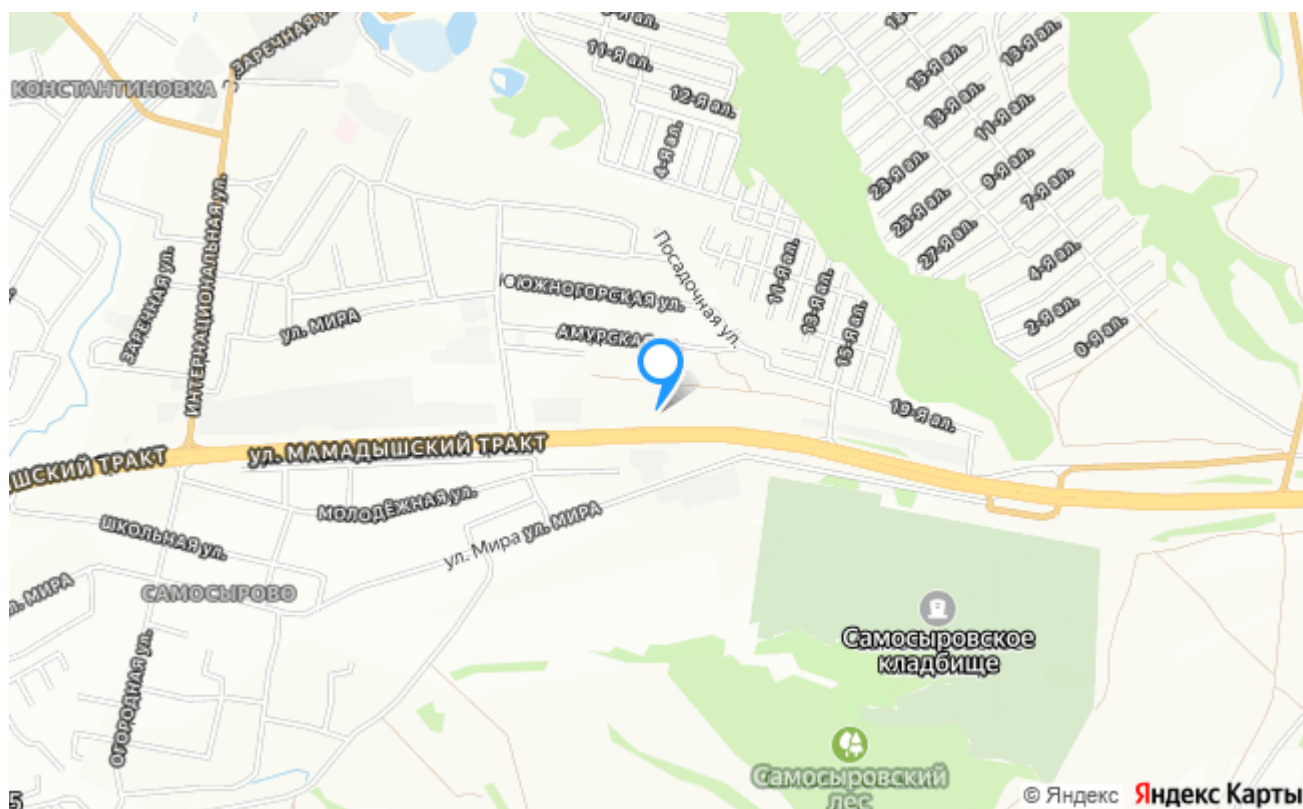 ЗАРЕЧНАЯ ул.
КОНСТАНТИНОВКА
11-Я ал.
12-Я ал.
4-Я ал.
15-Я ал.
13-Я ал.
13-Я ал.
11-Я ал.
23-Я ал.
9-Я ал.
25-Я ал.
7-Я ал.
27-Я ал.
4-Я ал.
2-Я ал.
0-Я ал.
ЗАРЕЧНАЯ ул.
ИНТЕРНАЦИОНАЛЬНАЯ ул.
ул. МИРА
ЮЖНОГОРСКАЯ ул.
Посадочная ул.
11-Я ал.
13-Я ал.
15-Я ал.
АМУРСКАЯ
19-Я ал.
ШСКИЙ ТРАКТ
ул. МАМАДЫШСКИЙ ТРАКТ
МОЛОДЁЖНАЯ ул.
ШКОЛЬНАЯ ул.
ул. Мира ул. МИРА
л. МИРА
САМОСЫРОВО
ОГОРОДНАЯ ул.
Самосыровское
кладбище
Самосыровский
лес
5
© Яндекс Яндекс Карты